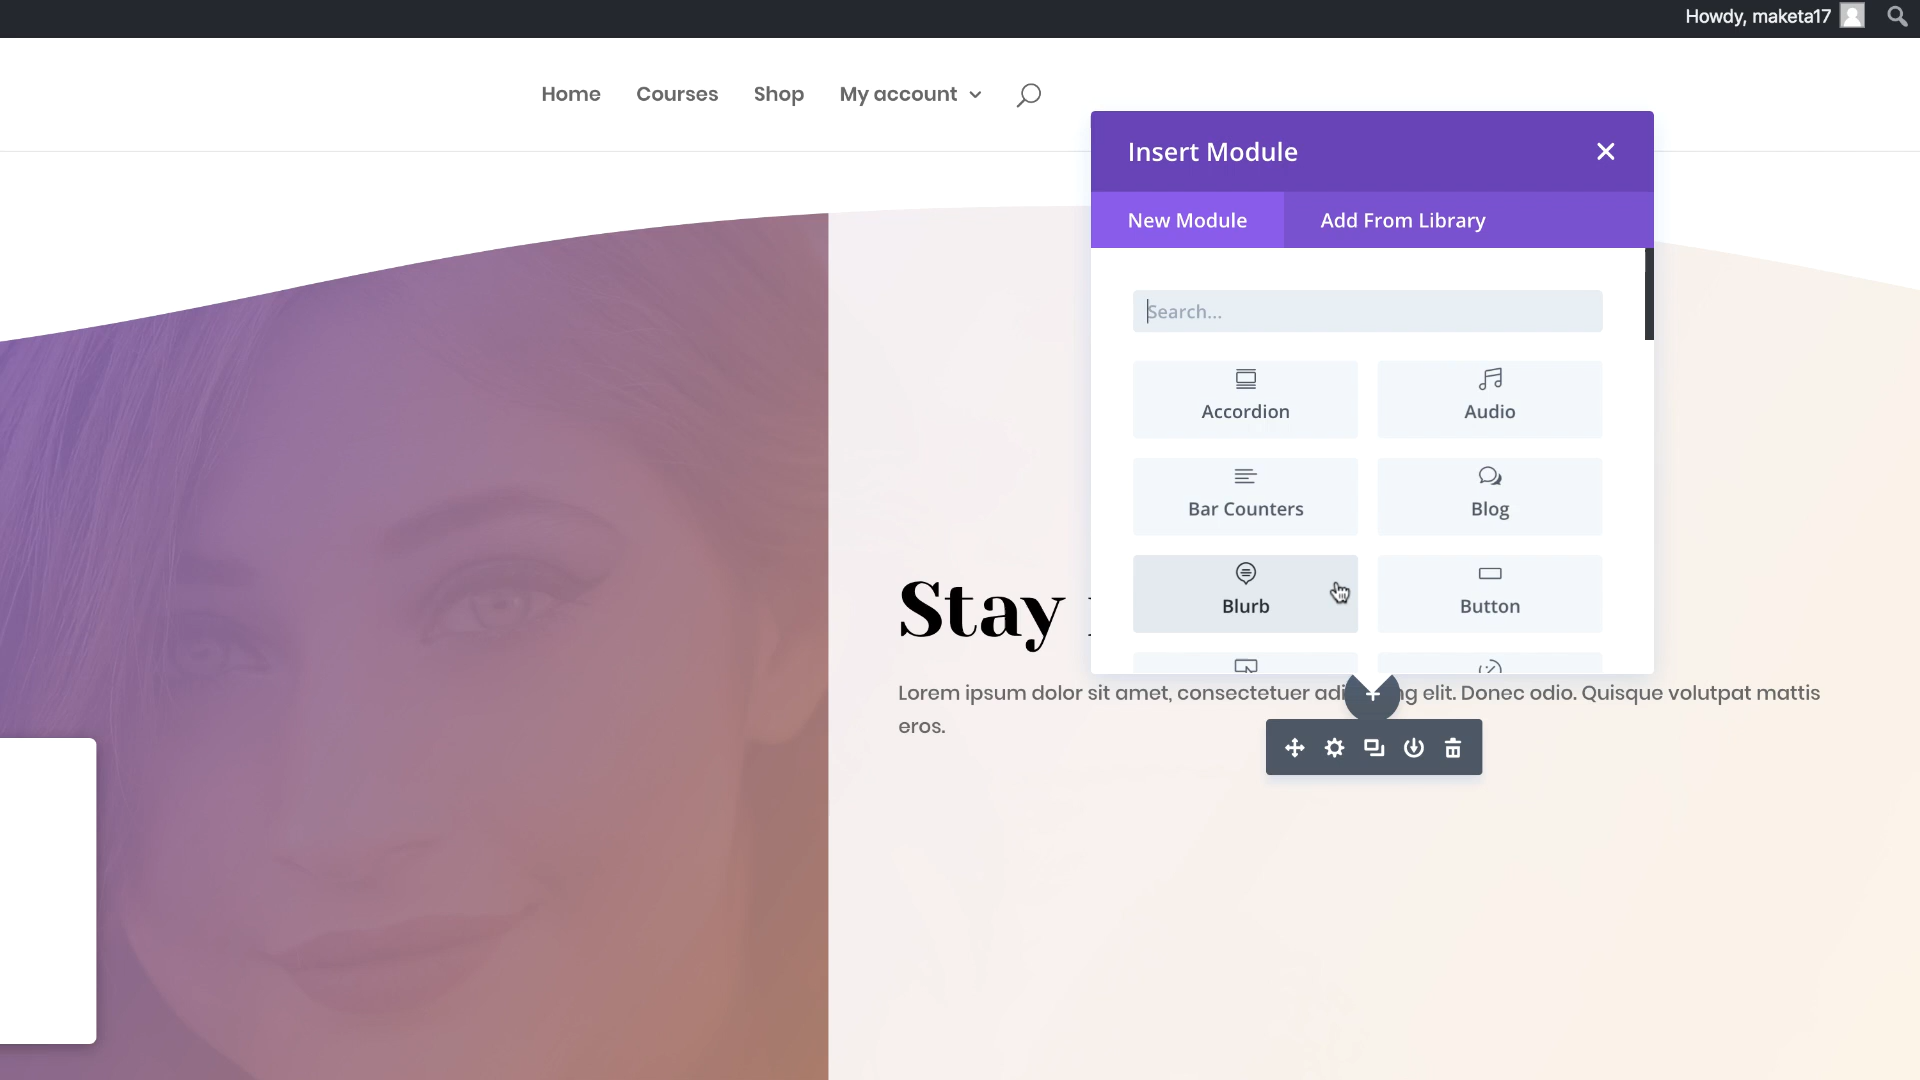 Howdy, maketa17
Home Courses Shop My account
Insert Module
New Module Add From Library
Search...
Accordion Audio
Bar Counters Blog
Blurb Button
Stay
Lorem ipsum dolor sit amet, consectetuer adi ng elit. Donec odio. Quisque volutpat mattis
eros.